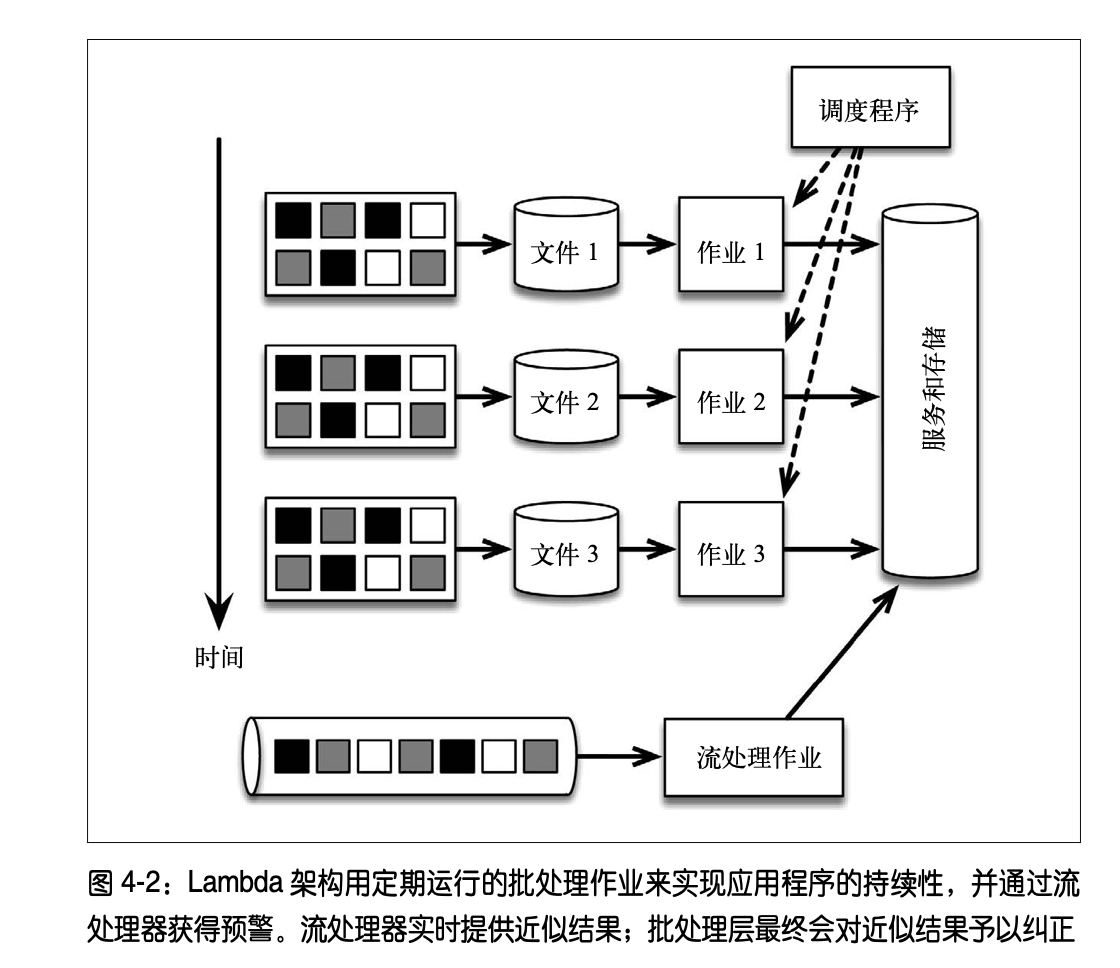 调度程序
文件 1
作业 1
文件 2
作业 2
服务和存储
文件 3
作业 3
时间
流处理作业
图 4-2：Lambda 架构用定期运行的批处理作业来实现应用程序的持续性，并通过流
处理器获得预警。流处理器实时提供近似结果；批处理层最终会对近似结果予以纠正